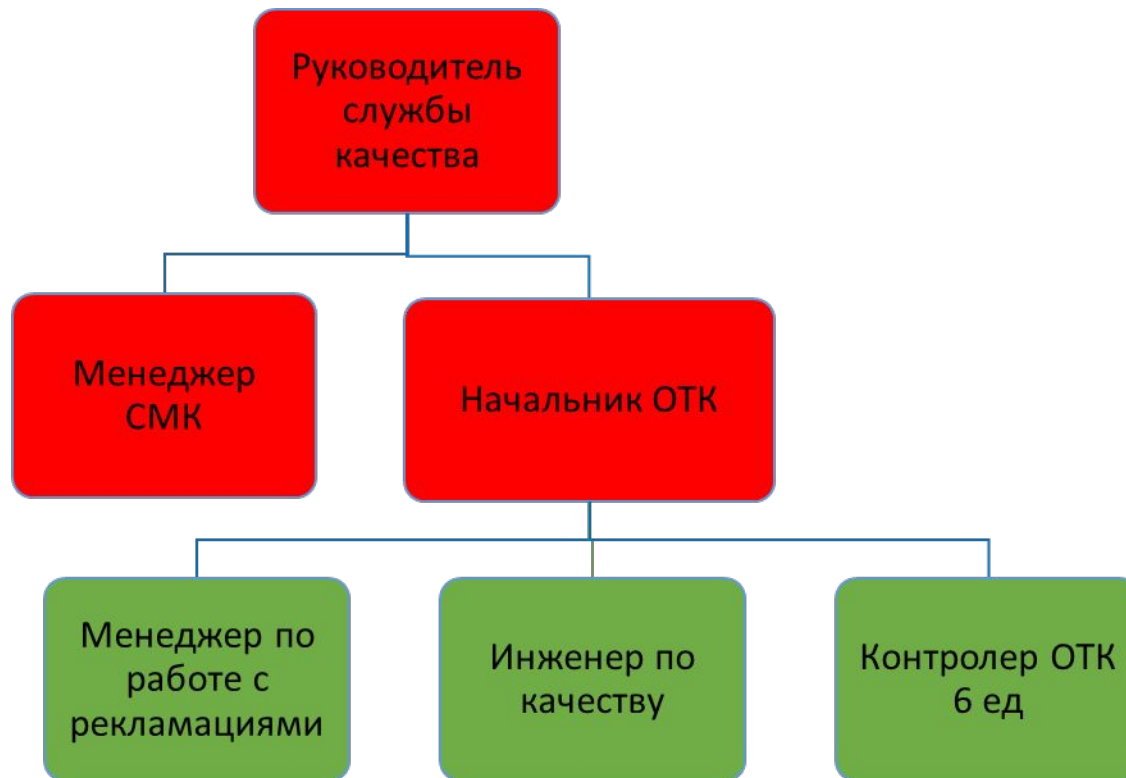 Руководитель
службы
качества
Менеджер
СМК
Начальник ОТК
Менеджер по
работе с
рекламациями
Инженер по
качеству
Контролер ОТК
6 ед